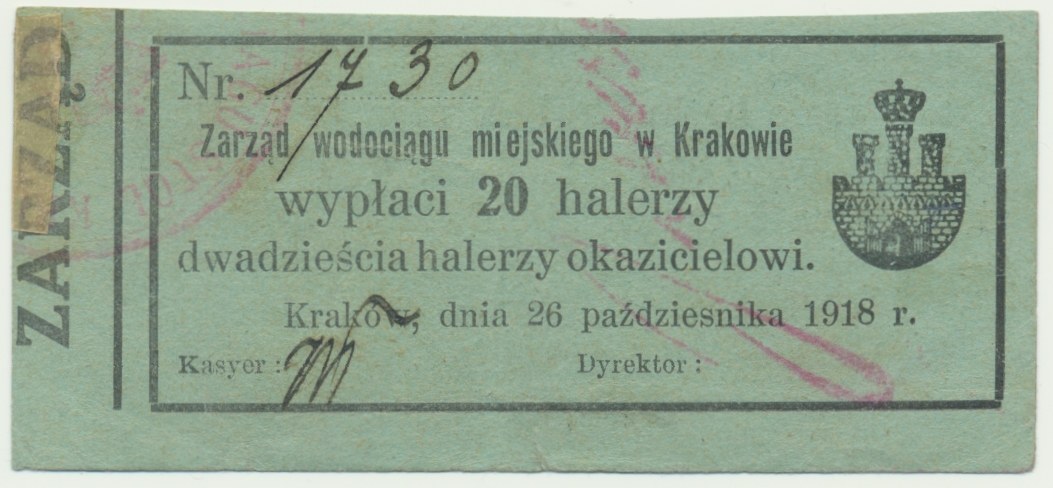 ZARZĄD
Nr. 1730
Zarząd wodociągu miejskiego w Krakowie
wypłaci 20 halerzy
dwadzieścia halerzy okazicielowi.
Kraków, dnia 26 paździesnika 1918 r.
Kasyer: Dyrektor: